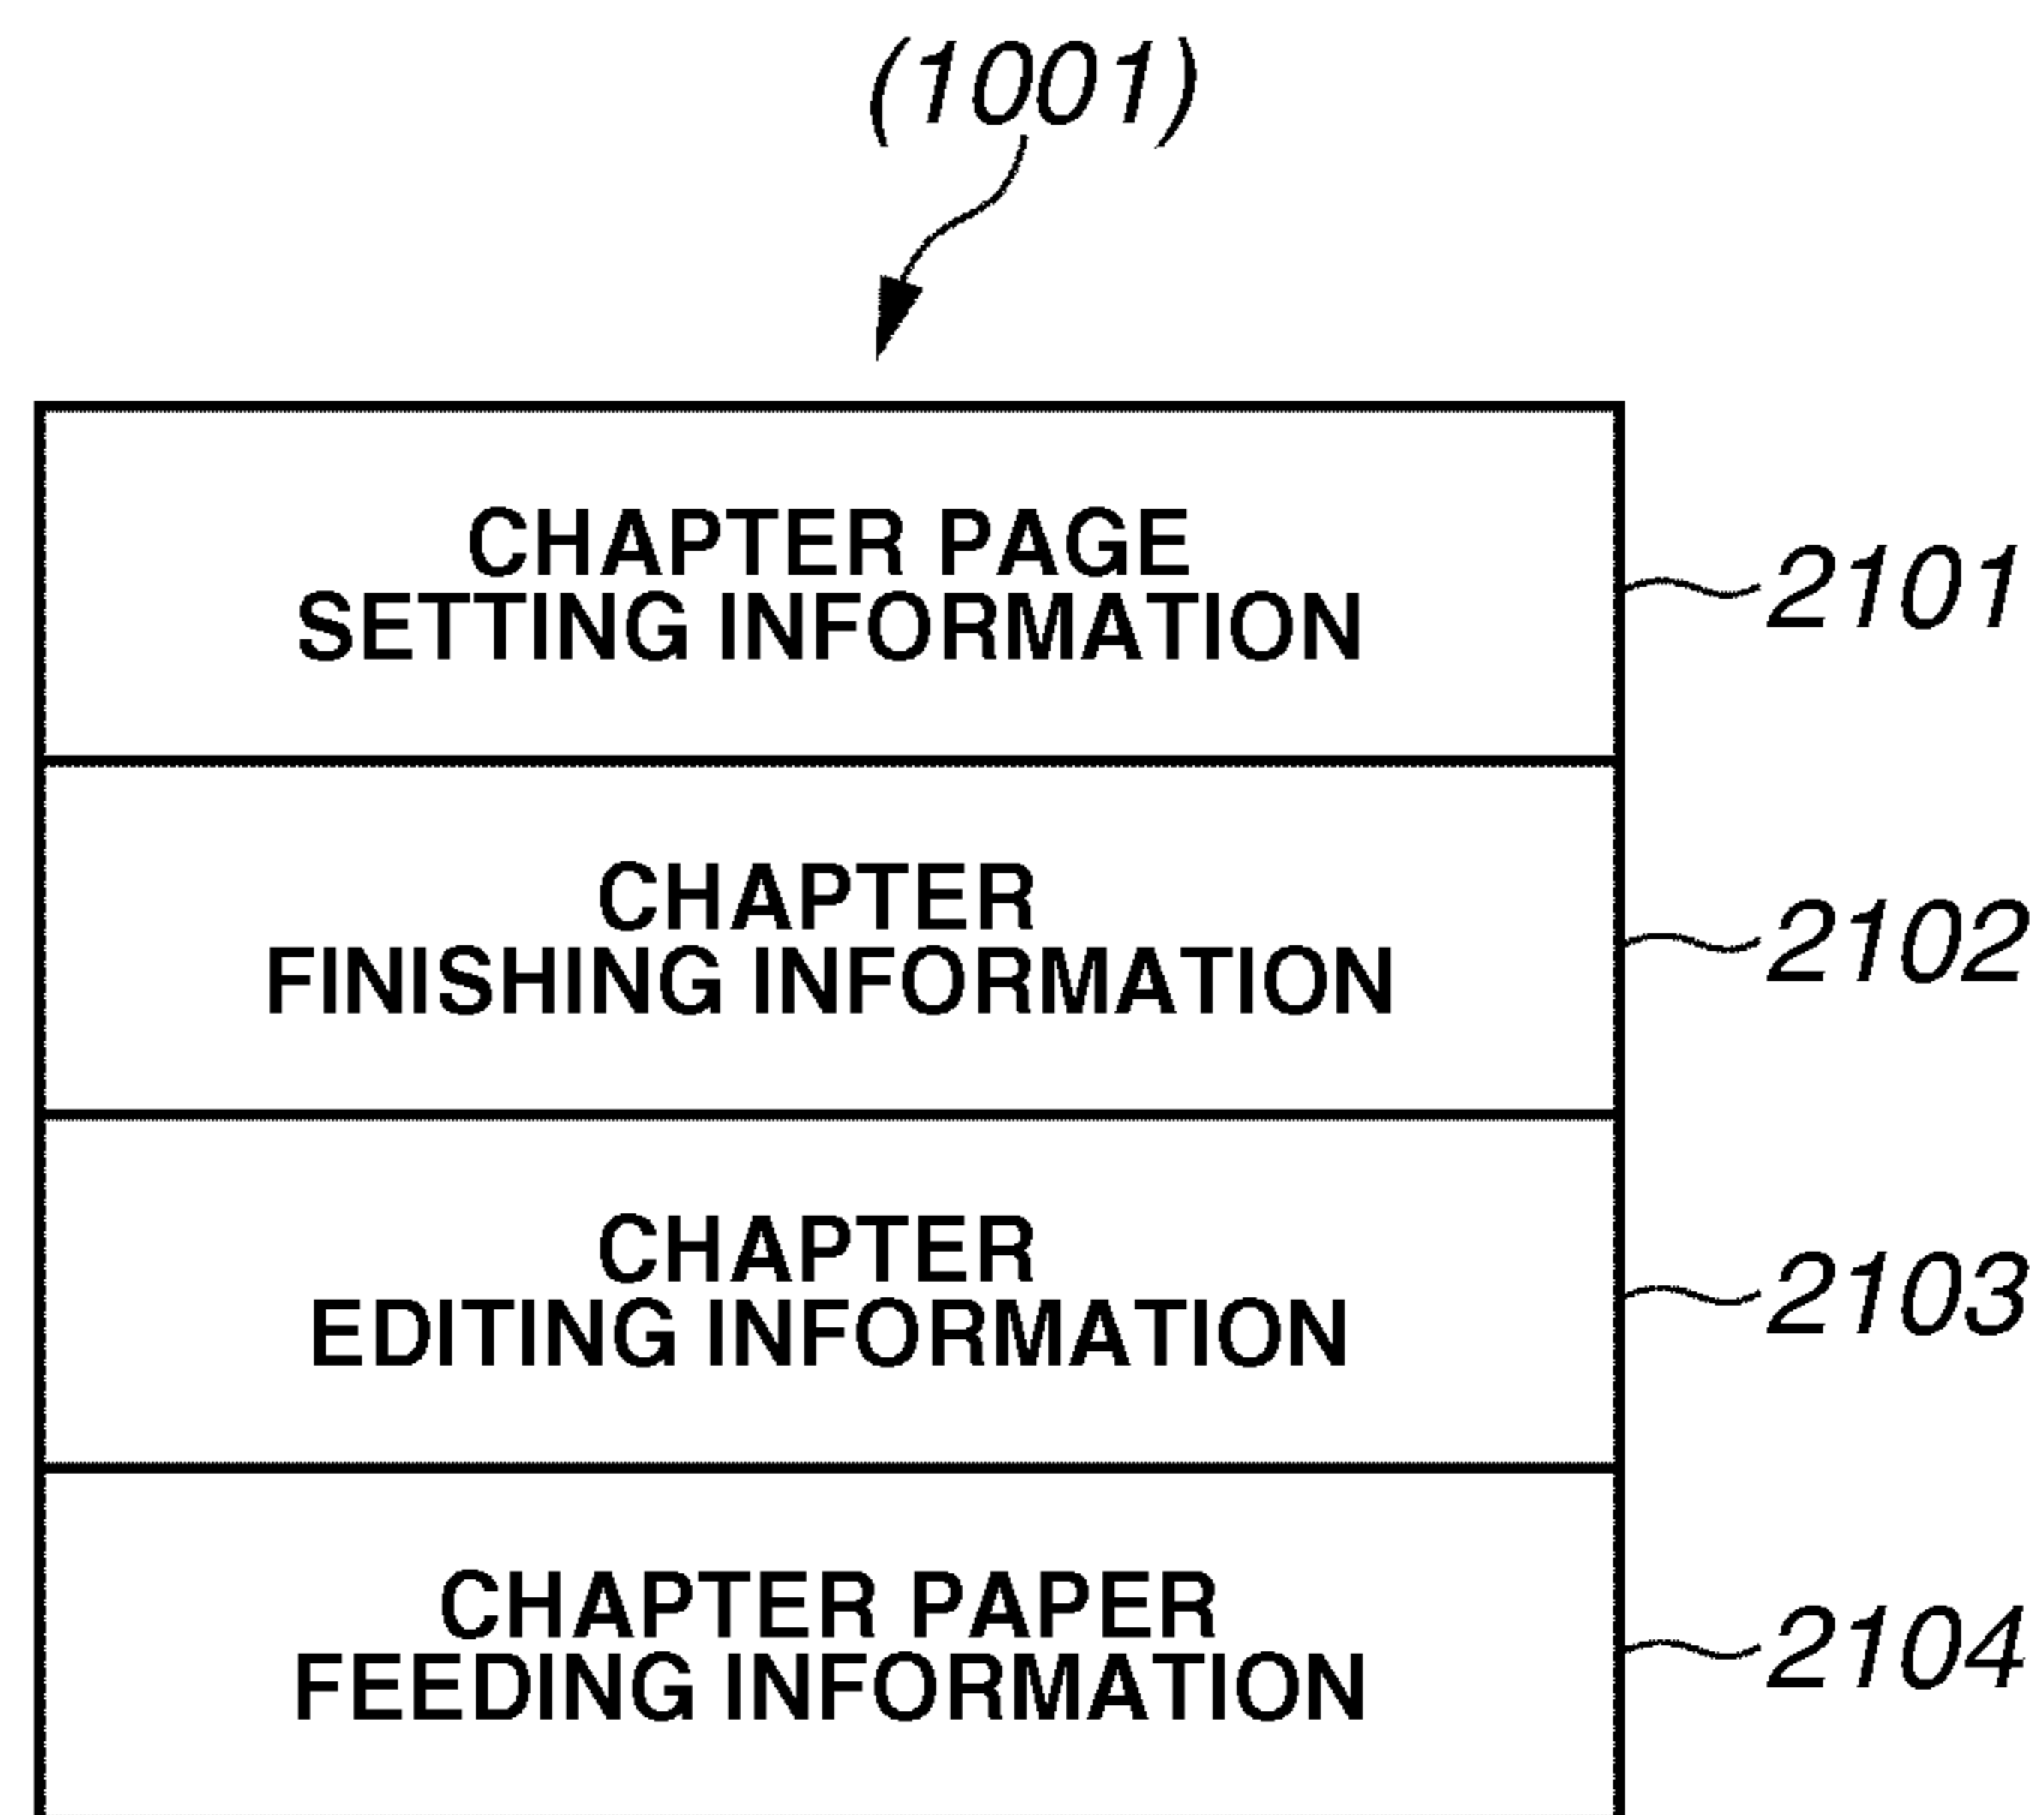 (1001)
CHAPTER PAGE
SETTING INFORMATION
2101
CHAPTER
FINISHING INFORMATION
2102
CHAPTER
EDITING INFORMATION
2103
CHAPTER PAPER
FEEDING INFORMATION
2104